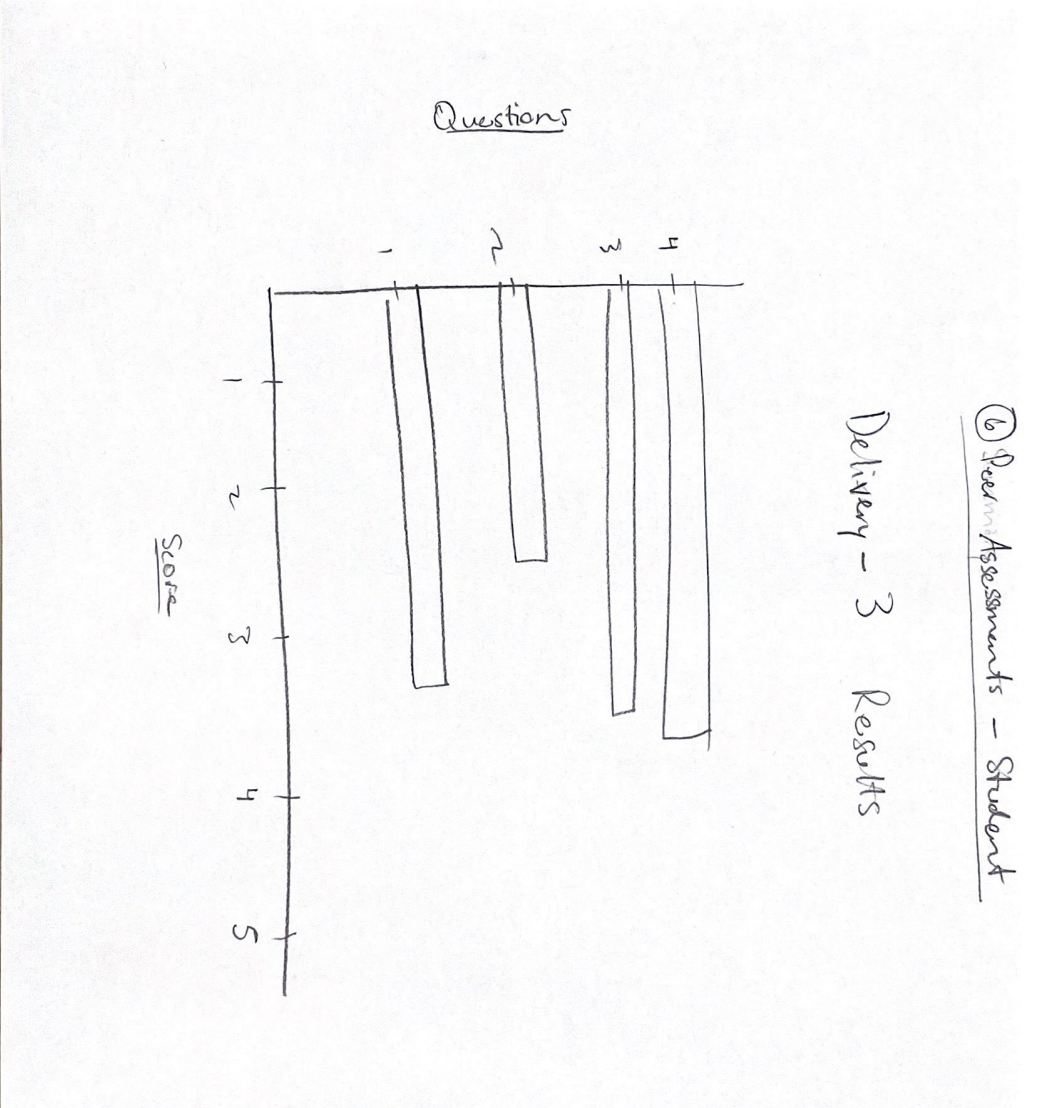 ⑥ Peer Assessments - Student
Delivery - 3 Results
Questions
4
3
2
1
1 2 3 4 5
Score